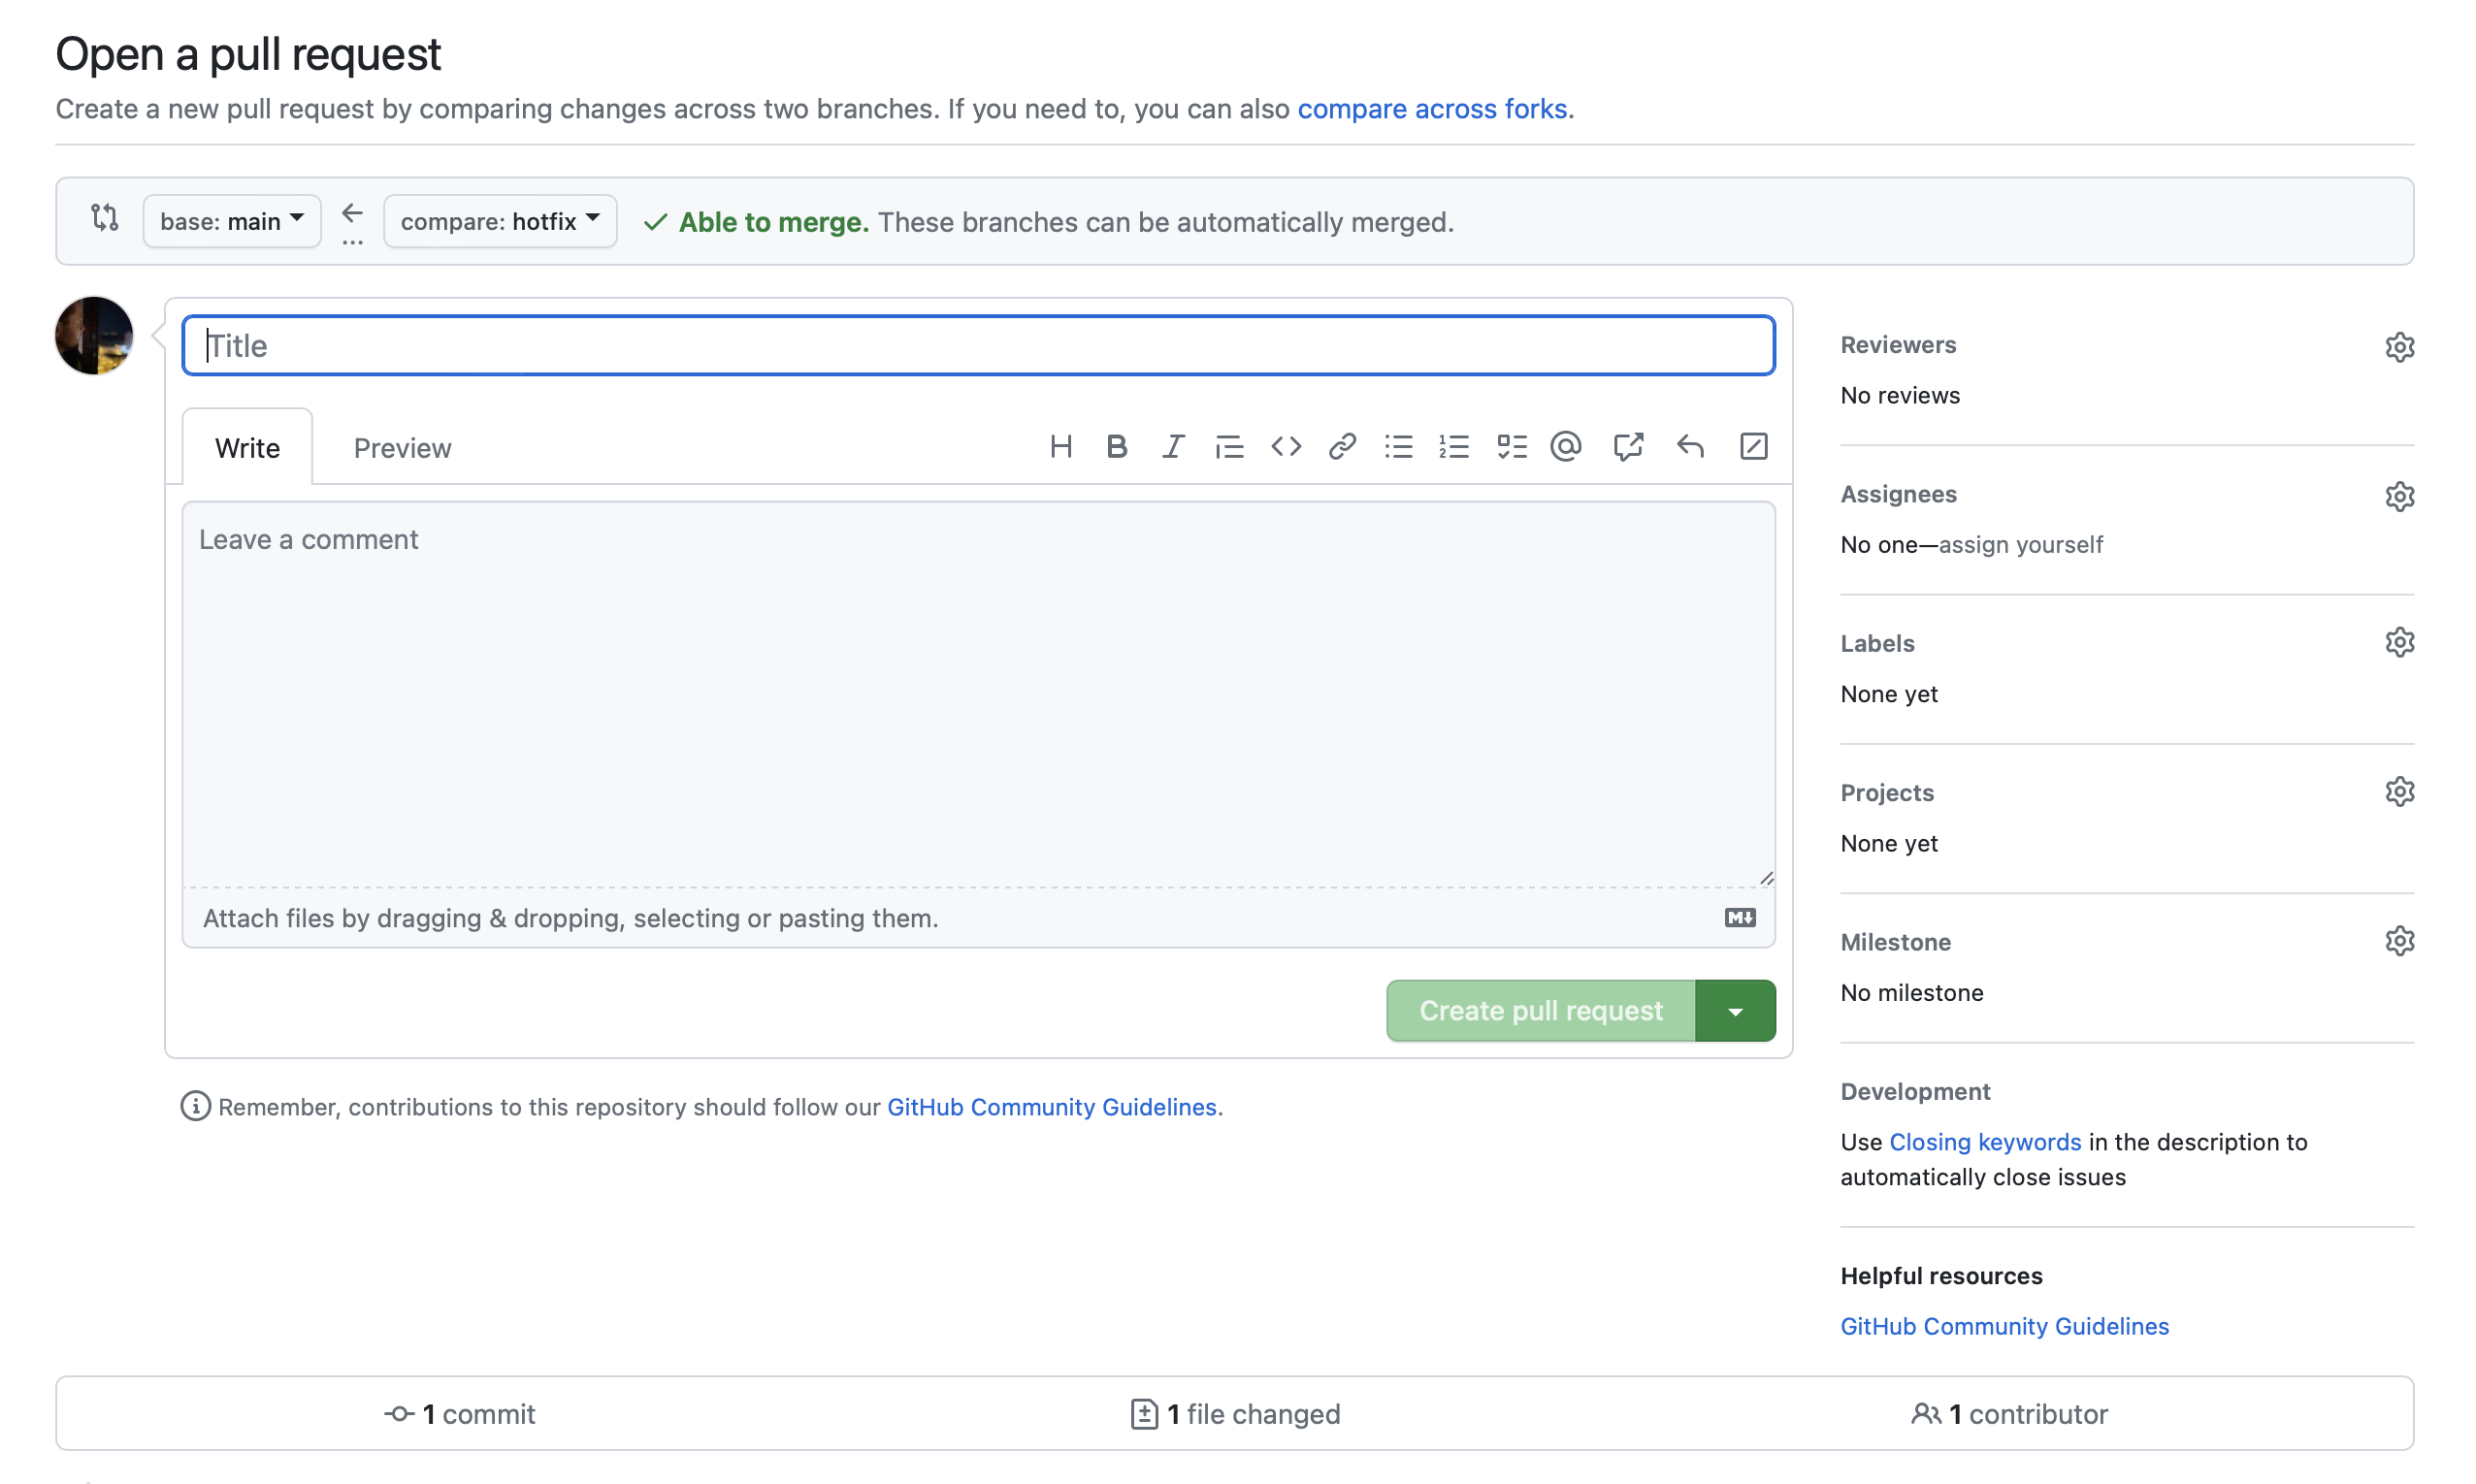 Open a pull request
Create a new pull request by comparing changes across two branches. If you need to, you can also compare across forks.
base: main
compare: hotfix
Able to merge. These branches can be automatically merged.
Title
Reviewers
No reviews
Write
Preview
Assignees
No one—assign yourself
Leave a comment
Labels
None yet
Projects
None yet
Attach files by dragging & dropping, selecting or pasting them.
Milestone
No milestone
Create pull request
Development
Remember, contributions to this repository should follow our GitHub Community Guidelines.
Use Closing keywords in the description to
automatically close issues
Helpful resources
GitHub Community Guidelines
1 commit
1 file changed
1 contributor